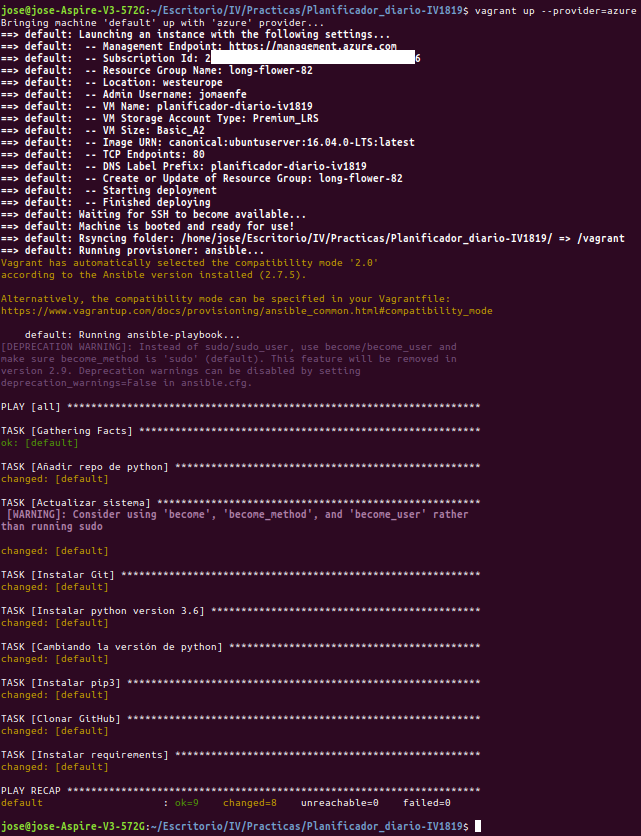 jose@jose-Aspire-V3-572G:~/Escritorio/IV/Practicas/Planificador_diario-IV1819$ vagrant up --provider=azure
Bringing machine 'default' up with 'azure' provider...
==> default: Launching an instance with the following settings...
==> default:  -- Management Endpoint: https://management.azure.com
==> default:  -- Subscription Id: 2 6
==> default:  -- Resource Group Name: long-flower-82
==> default:  -- Location: westeurope
==> default:  -- Admin Username: jomaenfe
==> default:  -- VM Name: planificador-diario-iv1819
==> default:  -- VM Storage Account Type: Premium_LRS
==> default:  -- VM Size: Basic_A2
==> default:  -- Image URN: canonical:ubuntuserver:16.04.0-LTS:latest
==> default:  -- TCP Endpoints: 80
==> default:  -- DNS Label Prefix: planificador-diario-iv1819
==> default:  -- Create or Update of Resource Group: long-flower-82
==> default:  -- Starting deployment
==> default:  -- Finished deploying
==> default: Waiting for SSH to become available...
==> default: Machine is booted and ready for use!
==> default: Rsyncing folder: /home/jose/Escritorio/IV/Practicas/Planificador_diario-IV1819/ => /vagrant
==> default: Running provisioner: ansible...
Vagrant has automatically selected the compatibility mode '2.0'
according to the Ansible version installed (2.7.5).

Alternatively, the compatibility mode can be specified in your Vagrantfile:
https://www.vagrantup.com/docs/provisioning/ansible_common.html#compatibility_mode

    default: Running ansible-playbook...
[DEPRECATION WARNING]: Instead of sudo/sudo_user, use become/become_user and
make sure become_method is 'sudo' (default). This feature will be removed in
version 2.9. Deprecation warnings can be disabled by setting
deprecation_warnings=False in ansible.cfg.

PLAY [all] *********************************************************************

TASK [Gathering Facts] *********************************************************
ok: [default]

TASK [Añadir repo de python] ***************************************************
changed: [default]

TASK [Actualizar sistema] ******************************************************
 [WARNING]: Consider using 'become', 'become_method', and 'become_user' rather
than running sudo

changed: [default]

TASK [Instalar Git] ************************************************************
changed: [default]

TASK [Instalar python version 3.6] *********************************************
changed: [default]

TASK [Cambiando la versión de python] ******************************************
changed: [default]

TASK [Instalar pip3] ***********************************************************
changed: [default]

TASK [Clonar GitHub] ***********************************************************
changed: [default]

TASK [Instalar requirements] ***************************************************
changed: [default]

PLAY RECAP *********************************************************************
default                    : ok=9    changed=8    unreachable=0    failed=0

jose@jose-Aspire-V3-572G:~/Escritorio/IV/Practicas/Planificador_diario-IV1819$